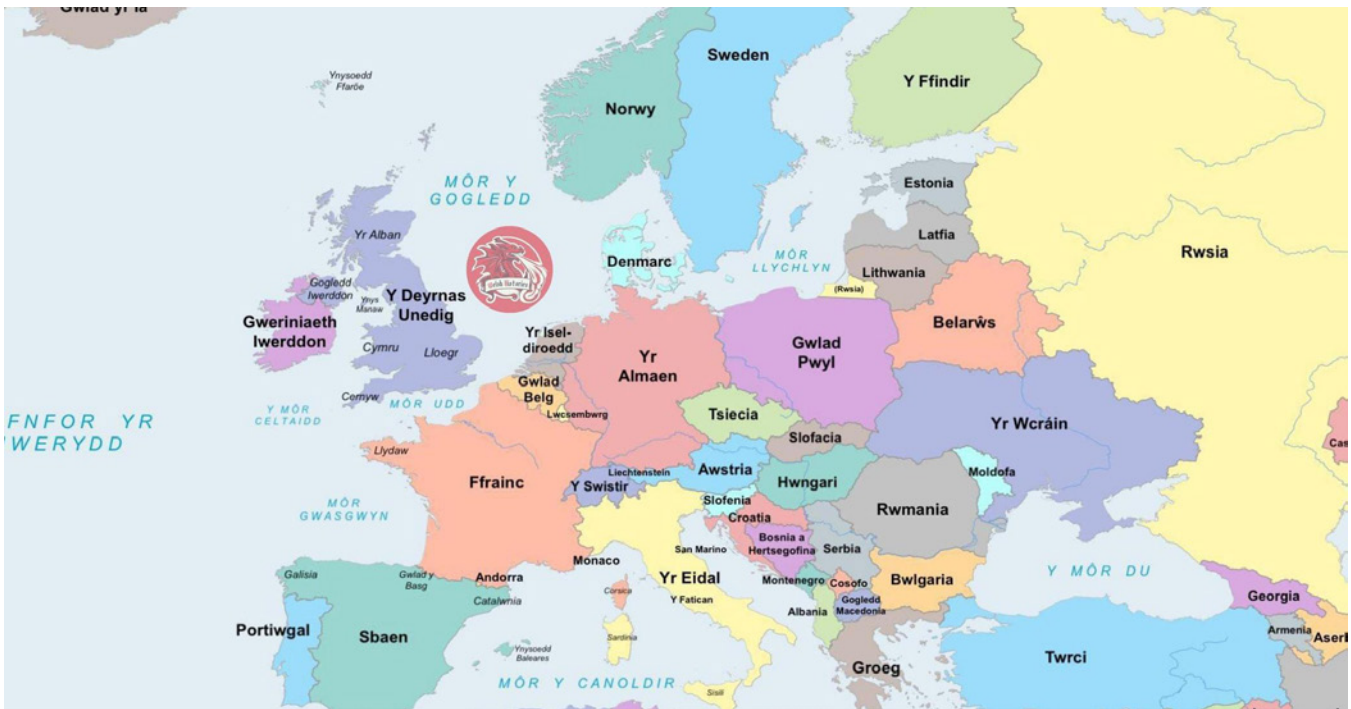 Gwlad yr Iâ
Sweden
Y Ffindir
Ynysoedd
Ffaröe
Norwy
MÔR Y
GOGLEDD
Estonia
Yr Alban
Latfia
Rwsia
MÔR
LLYCHLYN
Denmarc
Lithwania
(Rwsia)
Gogledd
Iwerddon
Y Deyrnas
Unedig
Ynys
Manaw
Gweriniaeth
Iwerddon
Belarŵs
Yr Isel-
diroedd
Yr
Almaen
Gwlad
Pwyl
Cymru
Lloegr
Gwlad
Belg
Cernyw
MÔR UDD
Y MÔR
CELTAIDD
Lwcsembwrg
Tsiecia
Yr Wcráin
FNFOR YR
WERYDD
Slofacia
Cas
Llydaw
Awstria
Liechtenstein
Moldofa
Ffrainc
Y Swistir
Hwngari
Slofenia
Rwmania
MÔR
GWASGWYN
Croatia
Bosnia a
Hertsegofina
San Marino
Serbia
Monaco
Galisia
Gwlad y
Basg
Andorra
Yr Eidal
Montenegro
Cosofo
Bwlgaria
Y MÔR DU
Corsica
Y Fatican
Catalwnia
Albania
Gogledd
Macedonia
Georgia
Portiwgal
Sbaen
Sardinia
Armenia
Aserb
Ynysoedd
Baleares
Twrci
Groeg
MÔR Y CANOLDIR
Sisili